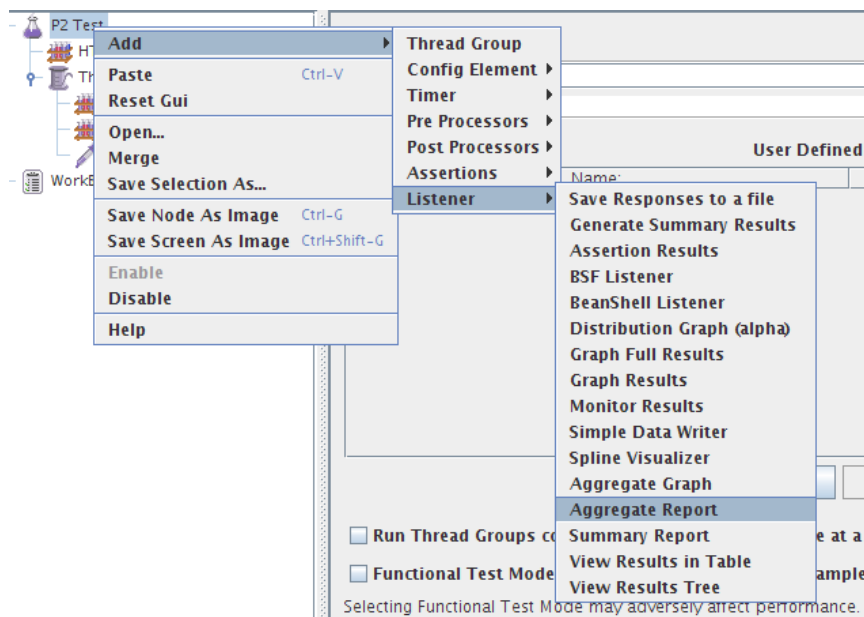 P2 Test
HT
Th
WorkB
Add
Paste Ctrl-V
Reset Gui
Open...
Merge
Save Selection As...
Save Node As Image Ctrl-G
Save Screen As Image Ctrl+Shift-G
Enable
Disable
Help
Thread Group
Config Element
Timer
Pre Processors
Post Processors
Assertions
Listener
User Defined
Name:
Save Responses to a file
Generate Summary Results
Assertion Results
BSF Listener
BeanShell Listener
Distribution Graph (alpha)
Graph Full Results
Graph Results
Monitor Results
Simple Data Writer
Spline Visualizer
Aggregate Graph
Aggregate Report
Summary Report
View Results in Table
View Results Tree
Run Thread Groups co e at a
Functional Test Mode ample
Selecting Functional Test Mode may adversely affect performance.